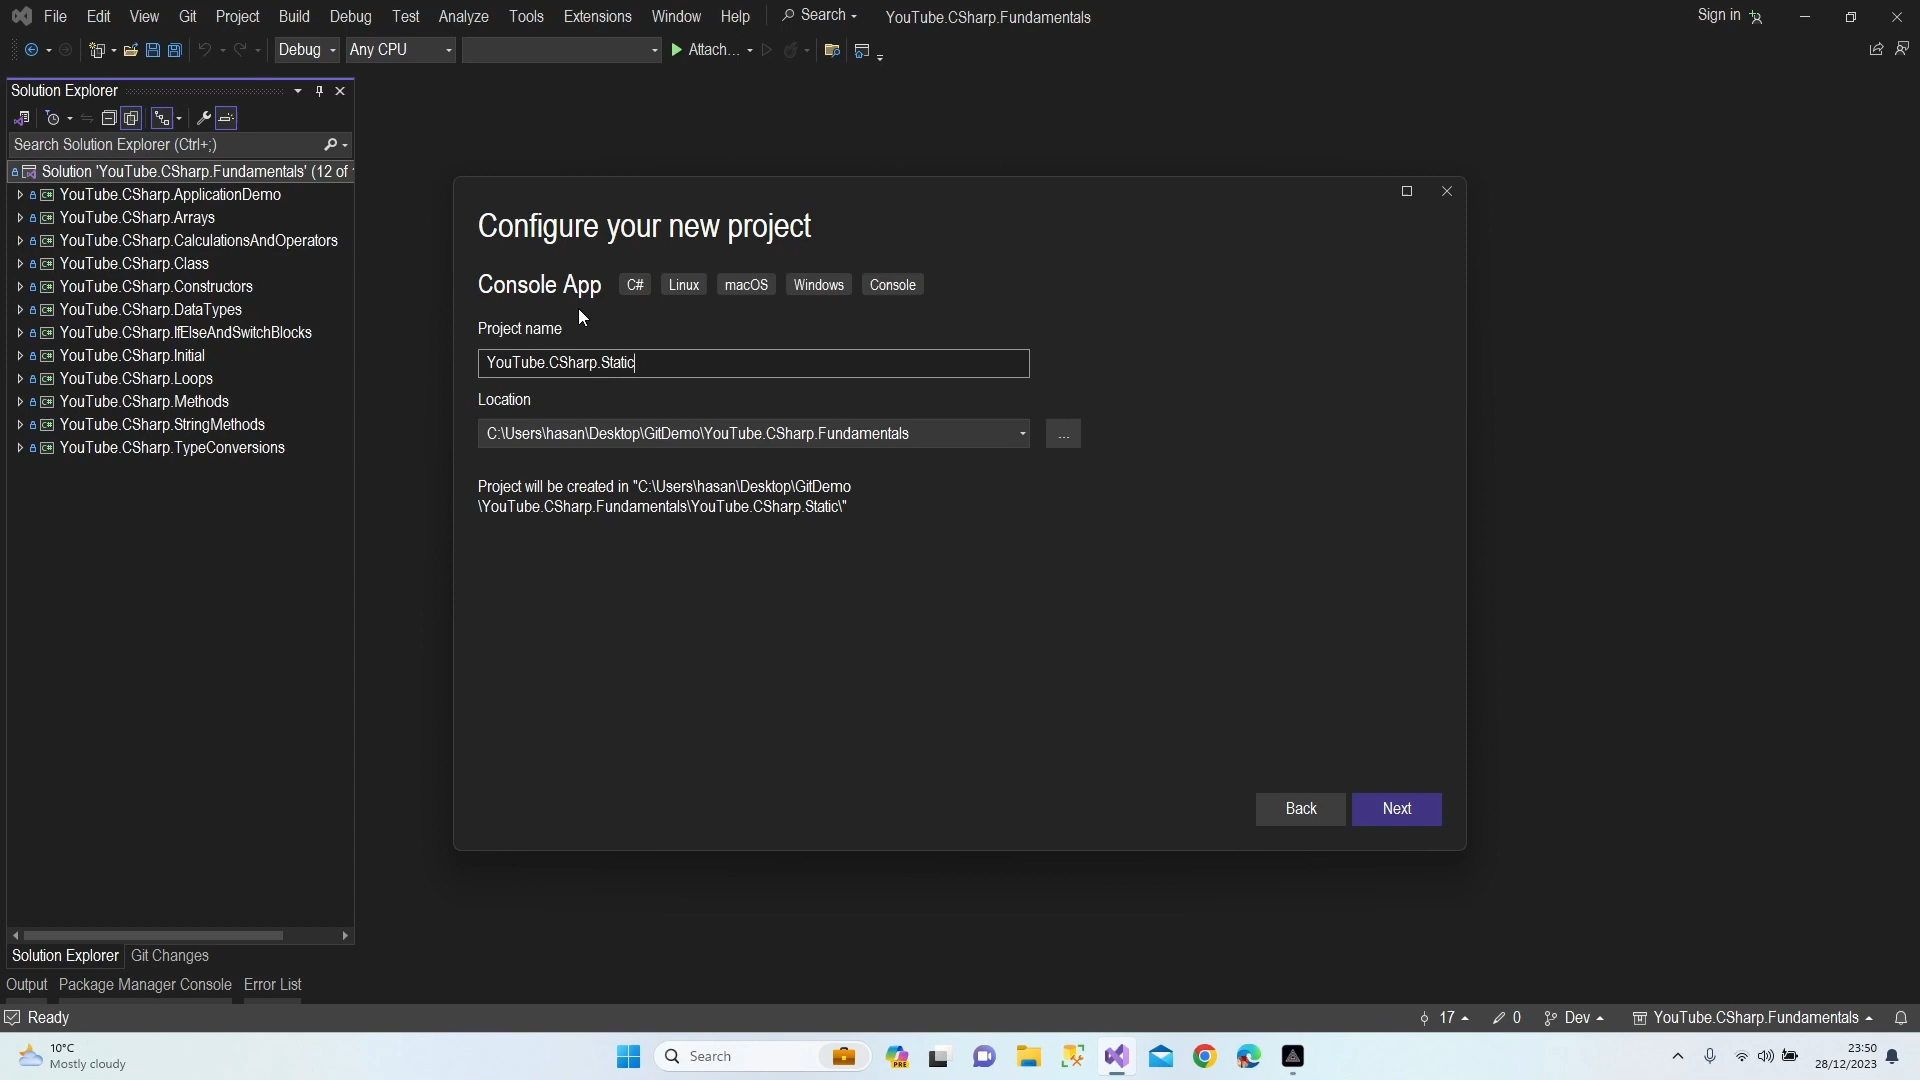 File Edit View Git Project Build Debug Test Analyze Tools Extensions Window Help Search YouTube.CSharp.Fundamentals Sign in
Debug Any CPU Attach...
Solution Explorer
Search Solution Explorer (Ctrl+;)
Solution 'YouTube.CSharp.Fundamentals' (12 of
YouTube.CSharp.ApplicationDemo
YouTube.CSharp.Arrays
YouTube.CSharp.CalculationsAndOperators
YouTube.CSharp.Class
YouTube.CSharp.Constructors
YouTube.CSharp.DataTypes
YouTube.CSharp.IfElseAndSwitchBlocks
YouTube.CSharp.Initial
YouTube.CSharp.Loops
YouTube.CSharp.Methods
YouTube.CSharp.StringMethods
YouTube.CSharp.TypeConversions
Configure your new project
Console App C# Linux macOS Windows Console
Project name
YouTube.CSharp.Static
Location
C:\Users\hasan\Desktop\GitDemo\YouTube.CSharp.Fundamentals ...
Project will be created in "C:\Users\hasan\Desktop\GitDemo
\YouTube.CSharp.Fundamentals\YouTube.CSharp.Static\"
Back Next
Solution Explorer Git Changes
Output Package Manager Console Error List
Ready 17 0 Dev YouTube.CSharp.Fundamentals
10°C
Mostly cloudy
Search
PRE
23:50
28/12/2023